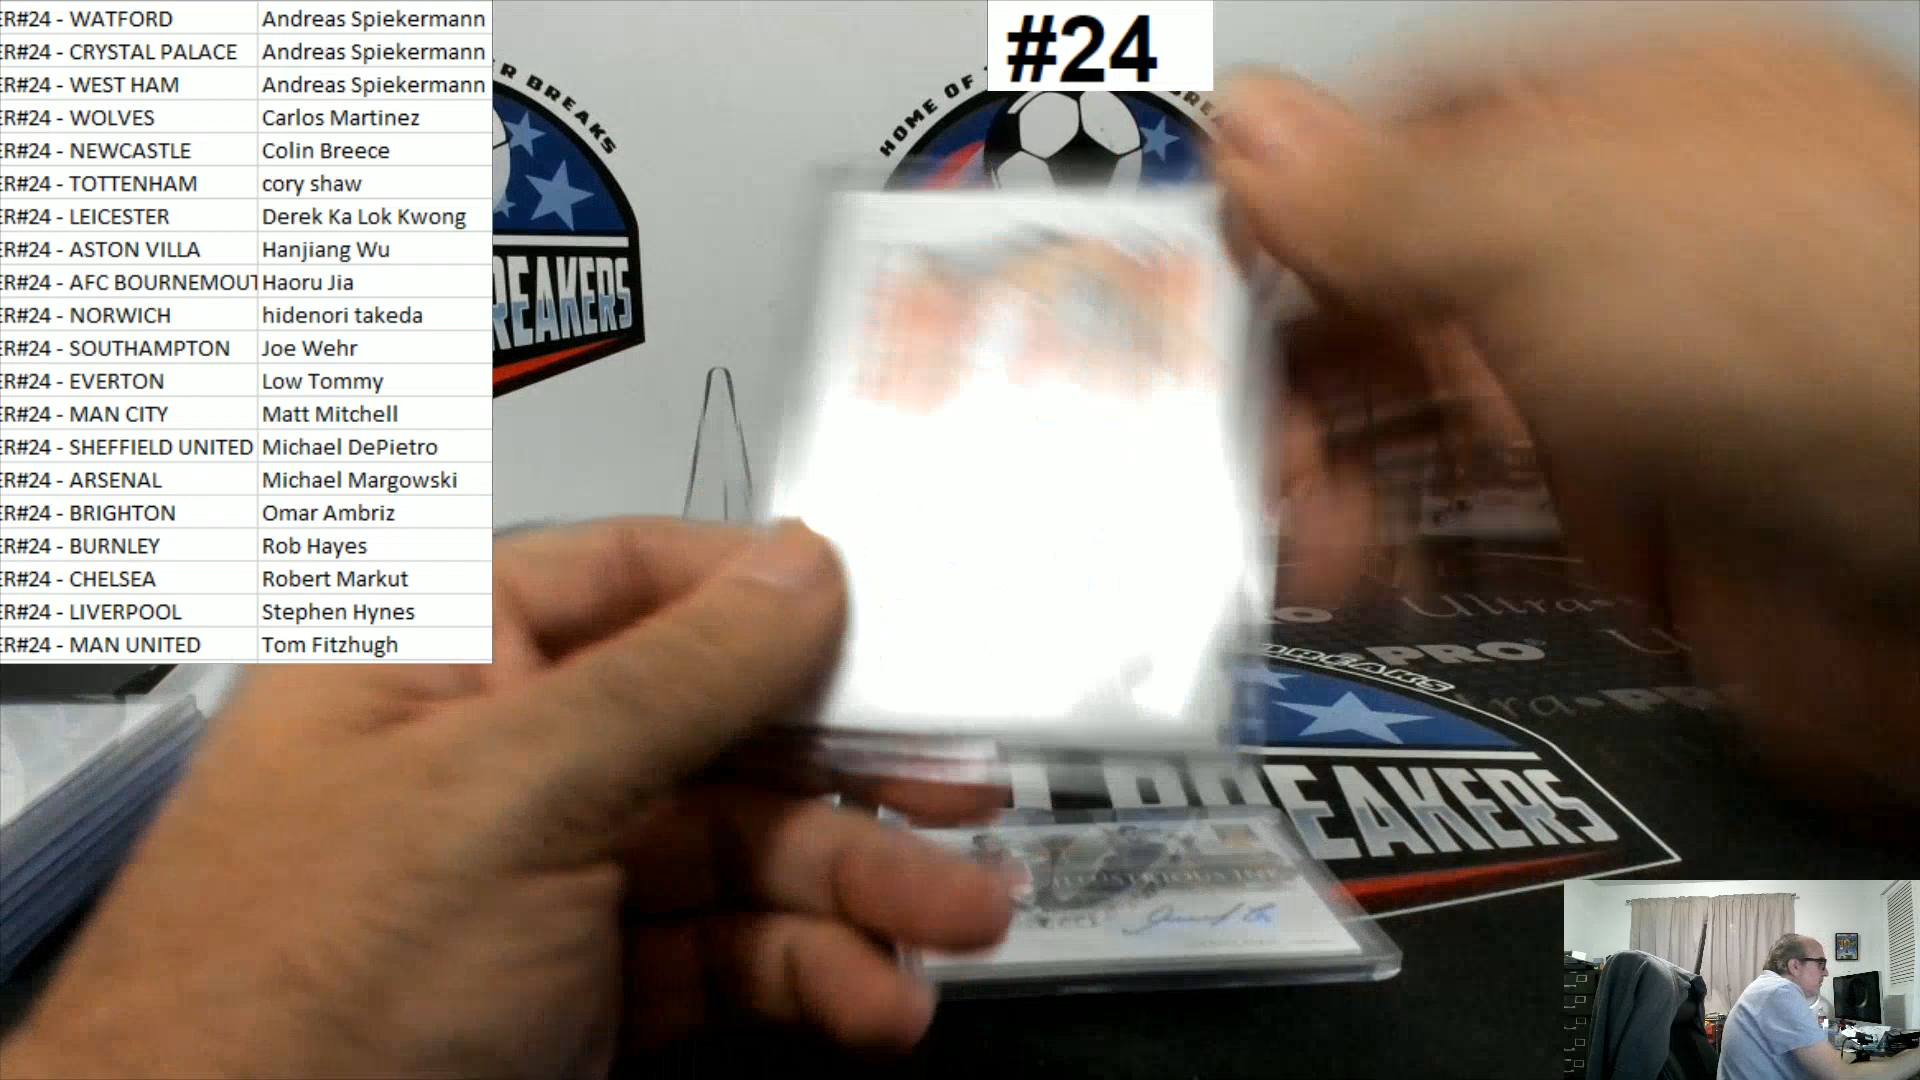 ER#24 - WATFORD Andreas Spiekermann
ER#24 - CRYSTAL PALACE Andreas Spiekermann
ER#24 - WEST HAM Andreas Spiekermann
ER#24 - WOLVES Carlos Martinez
ER#24 - NEWCASTLE Colin Breece
ER#24 - TOTTENHAM cory shaw
ER#24 - LEICESTER Derek Ka Lok Kwong
ER#24 - ASTON VILLA Hanjiang Wu
ER#24 - AFC BOURNEMOUT Haoru Jia
ER#24 - NORWICH hidenori takeda
ER#24 - SOUTHAMPTON Joe Wehr
ER#24 - EVERTON Low Tommy
ER#24 - MAN CITY Matt Mitchell
ER#24 - SHEFFIELD UNITED Michael DePietro
ER#24 - ARSENAL Michael Margowski
ER#24 - BRIGHTON Omar Ambriz
ER#24 - BURNLEY Rob Hayes
ER#24 - CHELSEA Robert Markut
ER#24 - LIVERPOOL Stephen Hynes
ER#24 - MAN UNITED Tom Fitzhugh
#24
R BREAKS
REAKERS
HOME OF
Ultra
PRO
BREAKS
ra PR
EAKERS
ILLUSTRIOUS INK